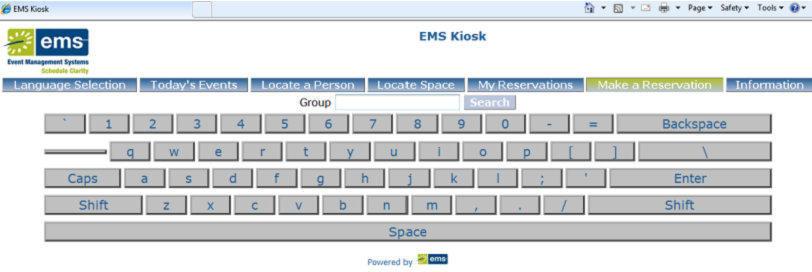 EMS Kiosk
Page Safety Tools
ems
Event Management Systems
Schedule Clarity
EMS Kiosk
Language Selection Today's Events Locate a Person Locate Space My Reservations Make a Reservation Information
Group Search
` 1 2 3 4 5 6 7 8 9 0 - = Backspace
q w e r t y u i o p [ ] \
Caps a s d f g h j k l ; ' Enter
Shift z x c v b n m , . / Shift
Space
Powered by ems